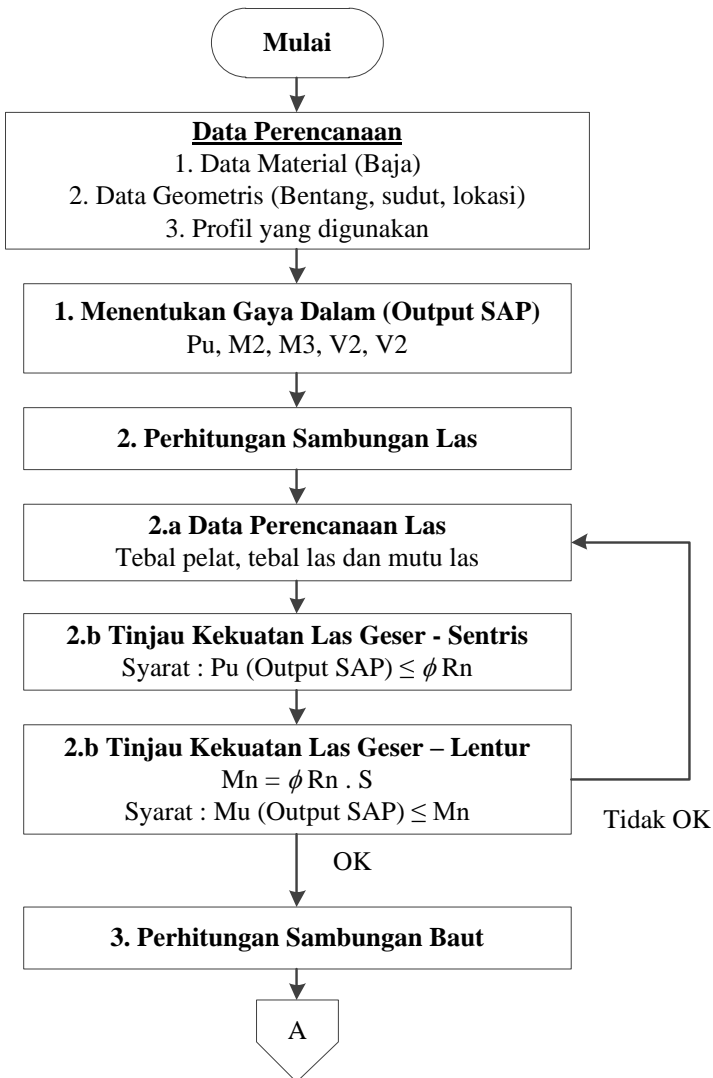 Mulai
Data Perencanaan
1. Data Material (Baja)
2. Data Geometris (Bentang, sudut, lokasi)
3. Profil yang digunakan
1. Menentukan Gaya Dalam (Output SAP)
Pu, M2, M3, V2, V2
2. Perhitungan Sambungan Las
2.a Data Perencanaan Las
Tebal pelat, tebal las dan mutu las
2.b Tinjau Kekuatan Las Geser - Sentris
Syarat : Pu (Output SAP) ≤ ϕ Rn
2.b Tinjau Kekuatan Las Geser – Lentur
Mn = ϕ Rn . S
Syarat : Mu (Output SAP) ≤ Mn
Tidak OK
OK
3. Perhitungan Sambungan Baut
A